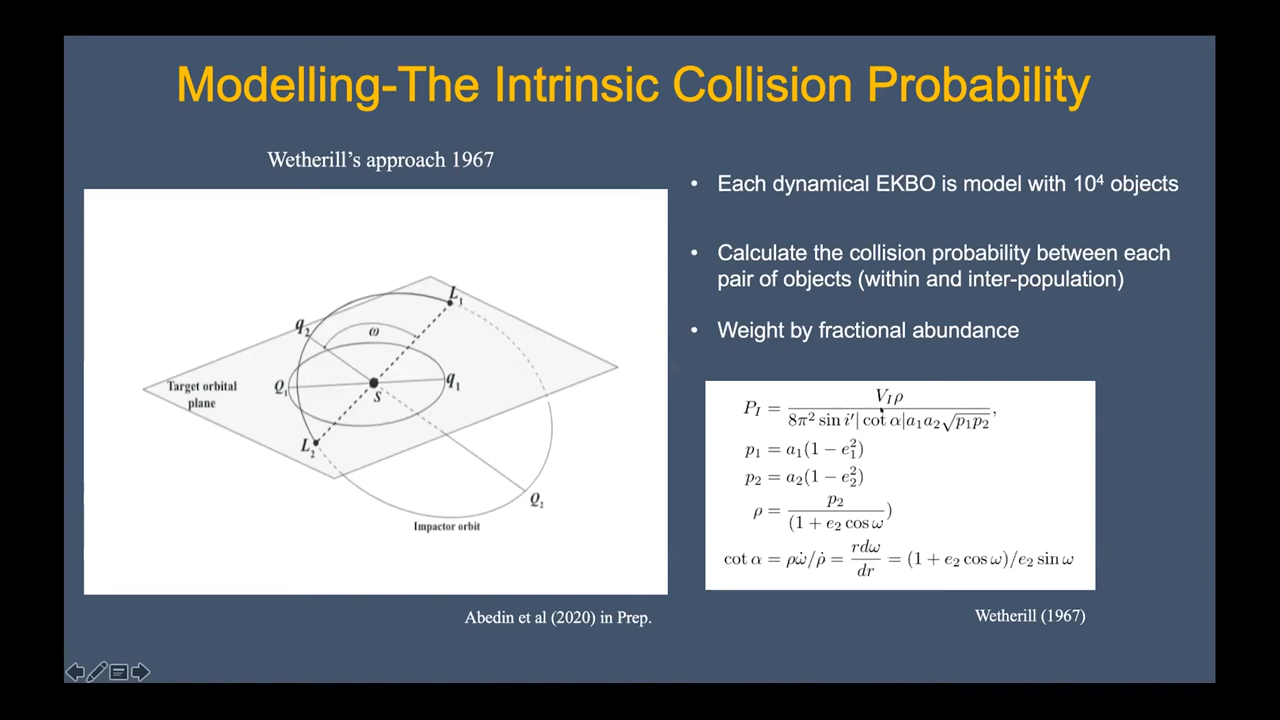 Modelling-The Intrinsic Collision Probability
Wetherill's approach 1967
L₁
q₂
ω
Target orbital
plane
Q₁
S
q₁
L₂
Q₂
Impactor orbit
Abedin et al (2020) in Prep.
• Each dynamical EKBO is model with 10⁴ objects
• Calculate the collision probability between each
pair of objects (within and inter-population)
• Weight by fractional abundance
P_I = V_I ρ / (8π² sin i′| cot α|a₁a₂√(p₁p₂)),
p₁ = a₁(1 − e₁²)
p₂ = a₂(1 − e₂²)
ρ = p₂ / (1 + e₂ cos ω)
cot α = ρω̇/ρ̇ = rdω/dr = (1 + e₂ cos ω)/e₂ sin ω
Wetherill (1967)